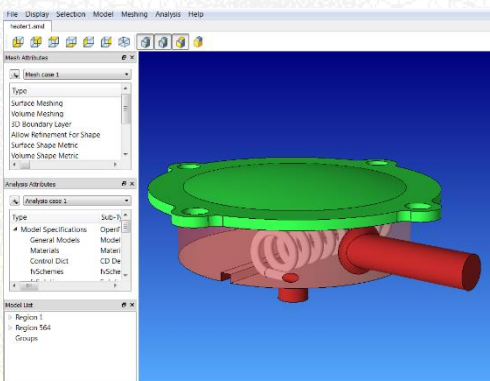 File Display Selection Model Meshing Analysis Help
heater1.smd
Mesh Attributes
Mesh case 1
Type
Surface Meshing
Volume Meshing
3D Boundary Layer
Allow Refinement For Shape
Surface Shape Metric
Volume Shape Metric
Analysis Attributes
Analysis case 1
Type Sub-Ty
Model Specifications OpenF
General Models Model
Materials Materi
Control Dict CD De
fvSchemes fvSche
Model List
Region 1
Region 564
Groups